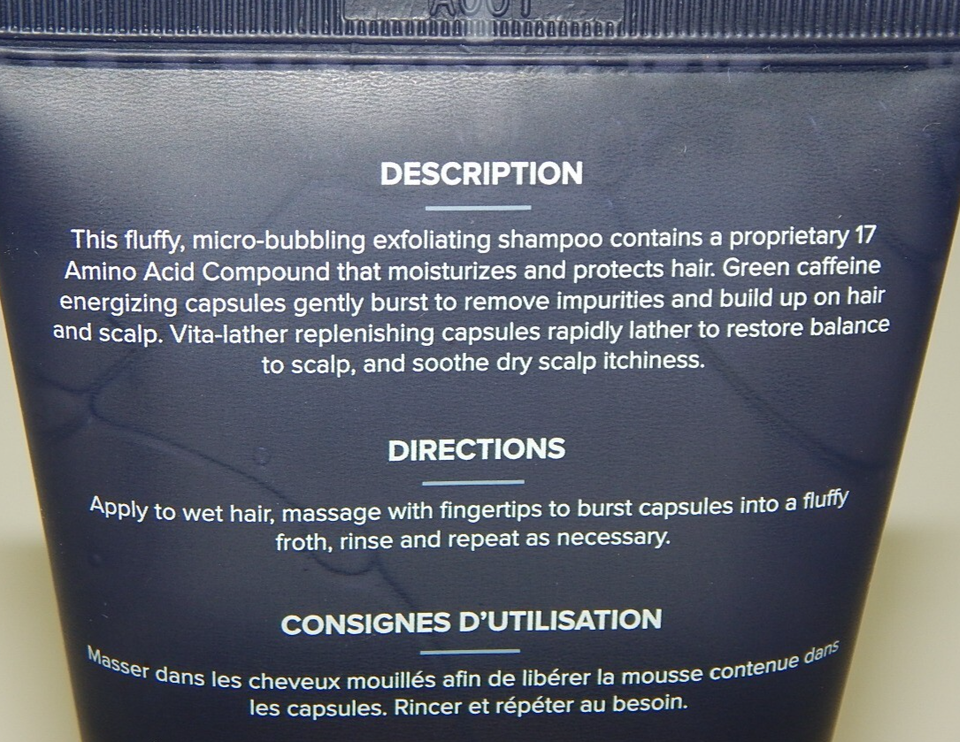 DESCRIPTION
This fluffy, micro-bubbling exfoliating shampoo contains a proprietary 17
Amino Acid Compound that moisturizes and protects hair. Green caffeine
energizing capsules gently burst to remove impurities and build up on hair
and scalp. Vita-lather replenishing capsules rapidly lather to restore balance
to scalp, and soothe dry scalp itchiness.
DIRECTIONS
Apply to wet hair, massage with fingertips to burst capsules into a fluffy
froth, rinse and repeat as necessary.
CONSIGNES D'UTILISATION
Masser dans les cheveux mouillés afin de libérer la mousse contenue dans
les capsules. Rincer et répéter au besoin.